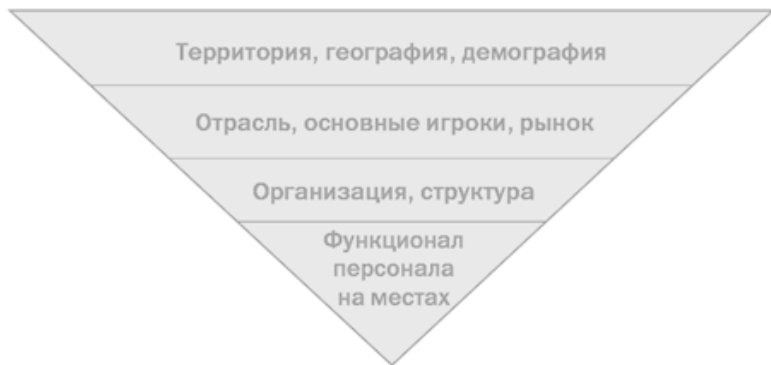 Территория, география, демография
Отрасль, основные игроки, рынок
Организация, структура
Функционал
персонала
на местах